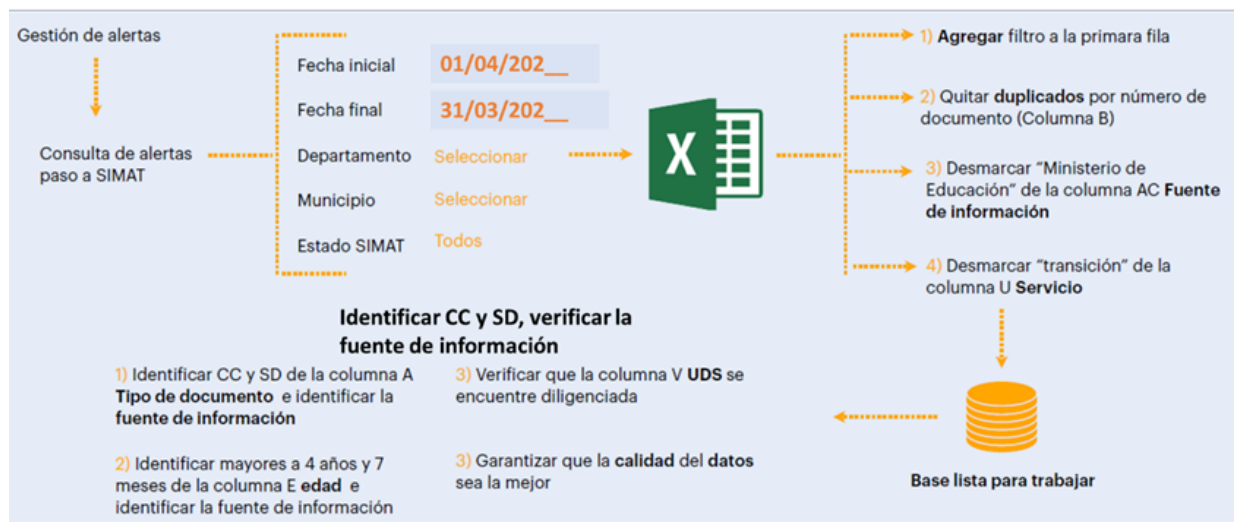 Gestión de alertas
Consulta de alertas
paso a SIMAT
Fecha inicial 01/04/202__
Fecha final 31/03/202__
Departamento Seleccionar
Municipio Seleccionar
Estado SIMAT Todos
X
1) Agregar filtro a la primara fila
2) Quitar duplicados por número de
documento (Columna B)
3) Desmarcar “Ministerio de
Educación” de la columna AC Fuente
de información
4) Desmarcar “transición” de la
columna U Servicio
Base lista para trabajar
Identificar CC y SD, verificar la
fuente de información
1) Identificar CC y SD de la columna A
Tipo de documento e identificar la
fuente de información
2) Identificar mayores a 4 años y 7
meses de la columna E edad e
identificar la fuente de información
3) Verificar que la columna V UDS se
encuentre diligenciada
3) Garantizar que la calidad del datos
sea la mejor